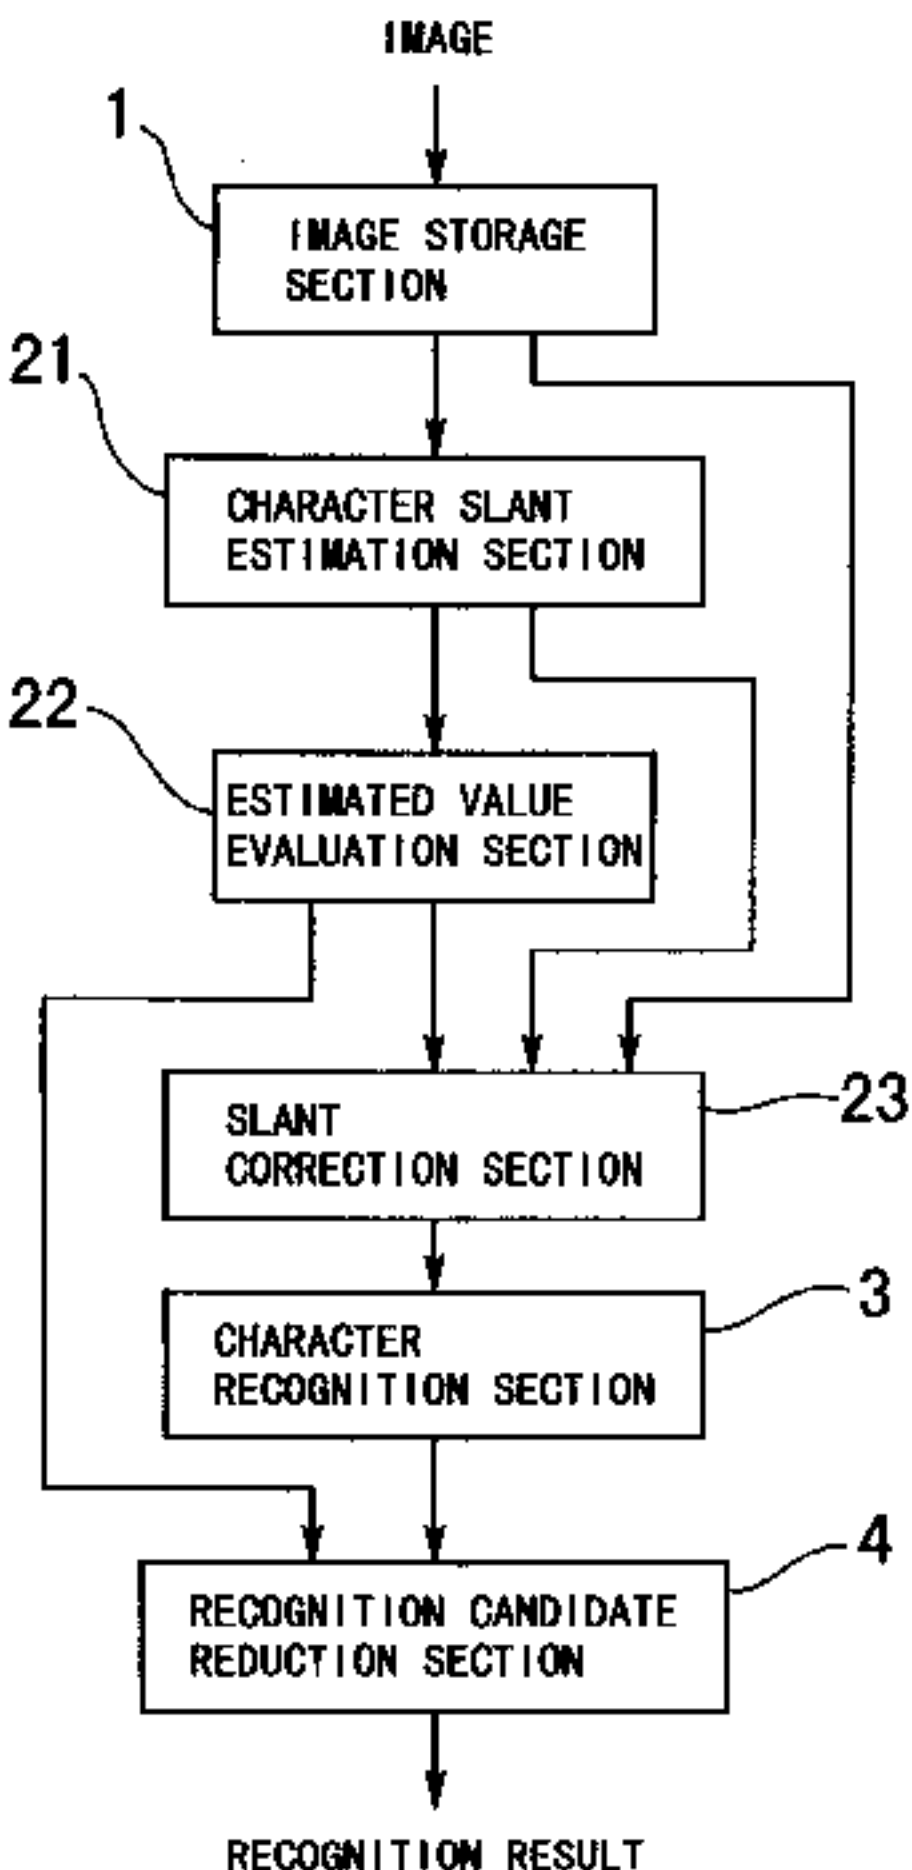 IMAGE
1
IMAGE STORAGE
SECTION
21
CHARACTER SLANT
ESTIMATION SECTION
22
ESTIMATED VALUE
EVALUATION SECTION
23
SLANT
CORRECTION SECTION
3
CHARACTER
RECOGNITION SECTION
4
RECOGNITION CANDIDATE
REDUCTION SECTION
RECOGNITION RESULT